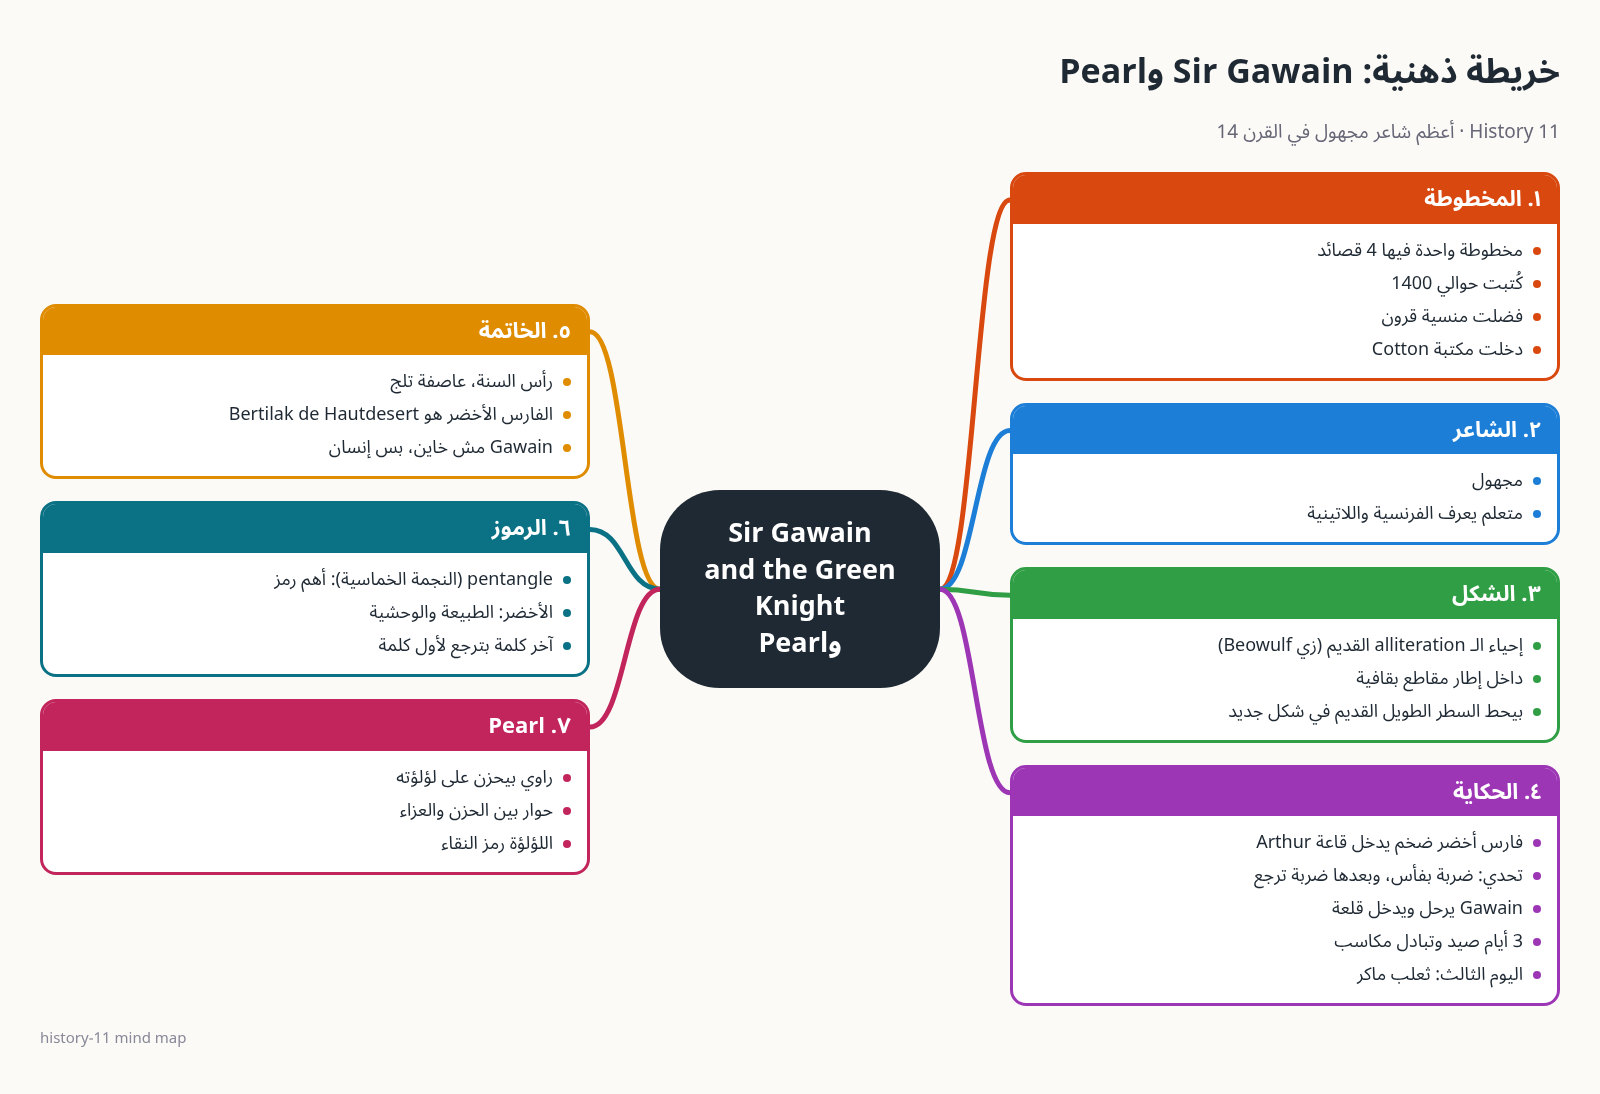 خريطة ذهنية: Sir Gawain وPearl
History 11 · أعظم شاعر مجهول في القرن 14
١. المخطوطة
مخطوطة واحدة فيها 4 قصائد
كُتبت حوالي 1400
فضلت منسية قرون
دخلت مكتبة Cotton
٢. الشاعر
مجهول
متعلم يعرف الفرنسية واللاتينية
٣. الشكل
إحياء الـ alliteration القديم (زي Beowulf)
داخل إطار مقاطع بقافية
بيحط السطر الطويل القديم في شكل جديد
٤. الحكاية
فارس أخضر ضخم يدخل قاعة Arthur
تحدي: ضربة بفأس، وبعدها ضربة ترجع
Gawain يرحل ويدخل قلعة
3 أيام صيد وتبادل مكاسب
اليوم الثالث: ثعلب ماكر
Sir Gawain
and the Green
Knight
وPearl
٥. الخاتمة
رأس السنة، عاصفة تلج
الفارس الأخضر هو Bertilak de Hautdesert
Gawain مش خاين، بس إنسان
٦. الرموز
pentangle (النجمة الخماسية): أهم رمز
الأخضر: الطبيعة والوحشية
آخر كلمة بترجع لأول كلمة
٧. Pearl
راوي بيحزن على لؤلؤته
حوار بين الحزن والعزاء
اللؤلؤة رمز النقاء
history-11 mind map